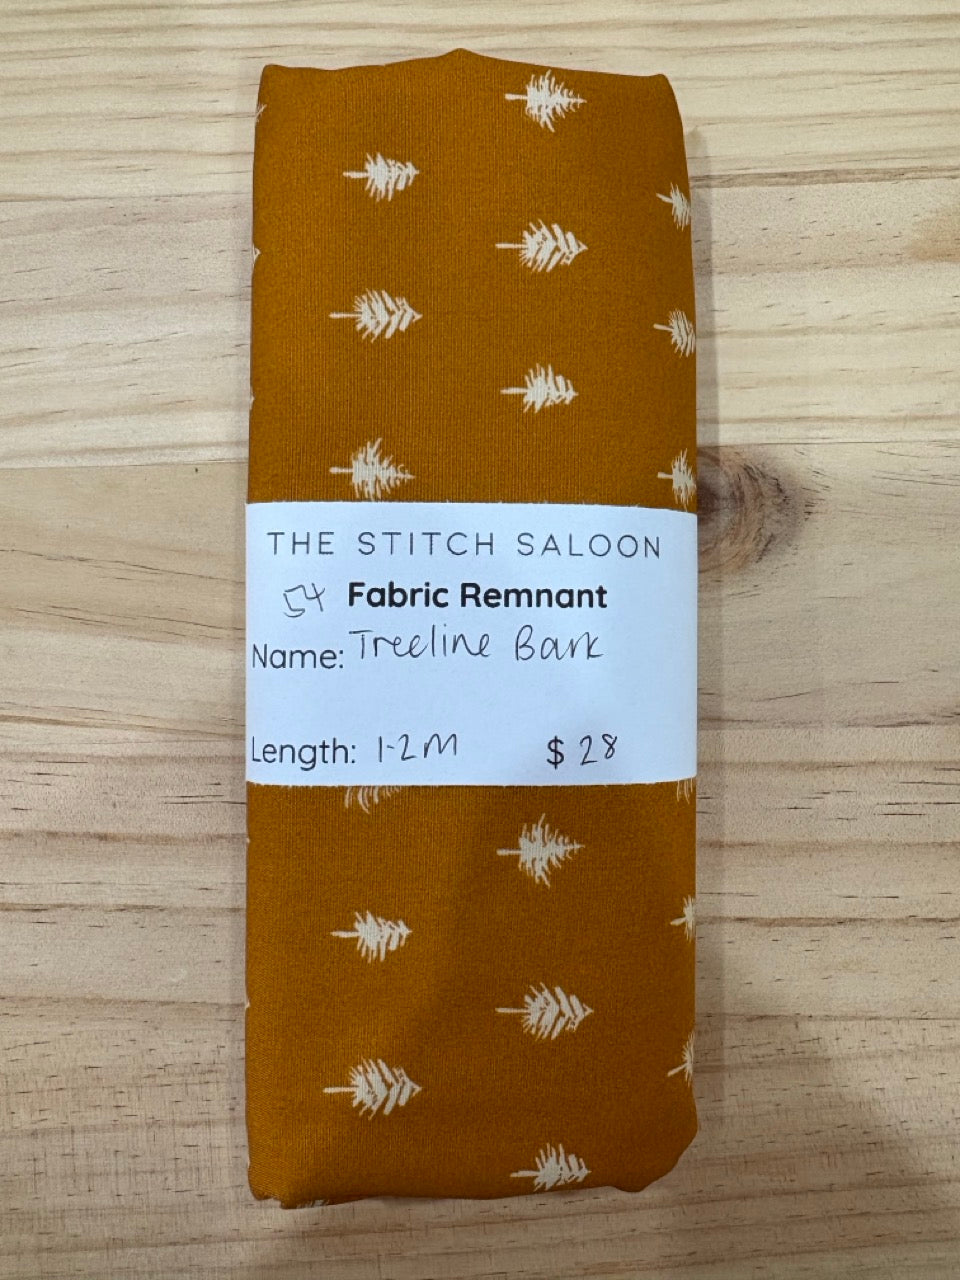 THE STITCH SALOON
54 Fabric Remnant
Name: Treeline Bark
Length: 1-2M $ 28